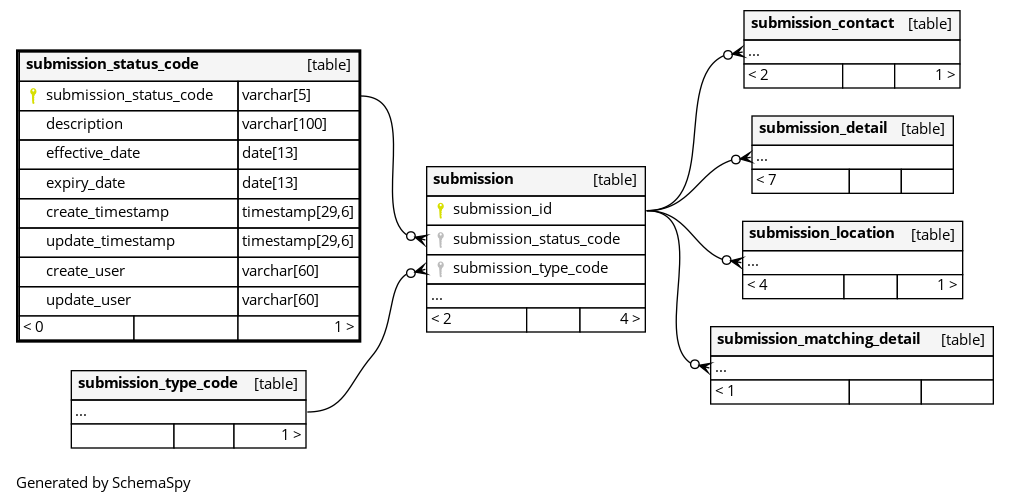 submission_status_code [table]
submission_status_code varchar[5]
description varchar[100]
effective_date date[13]
expiry_date date[13]
create_timestamp timestamp[29,6]
update_timestamp timestamp[29,6]
create_user varchar[60]
update_user varchar[60]
< 0 1 >
submission_type_code [table]
...
1 >
submission [table]
submission_id
submission_status_code
submission_type_code
...
< 2 4 >
submission_contact [table]
...
< 2 1 >
submission_detail [table]
...
< 7
submission_location [table]
...
< 4 1 >
submission_matching_detail [table]
...
< 1
Generated by SchemaSpy